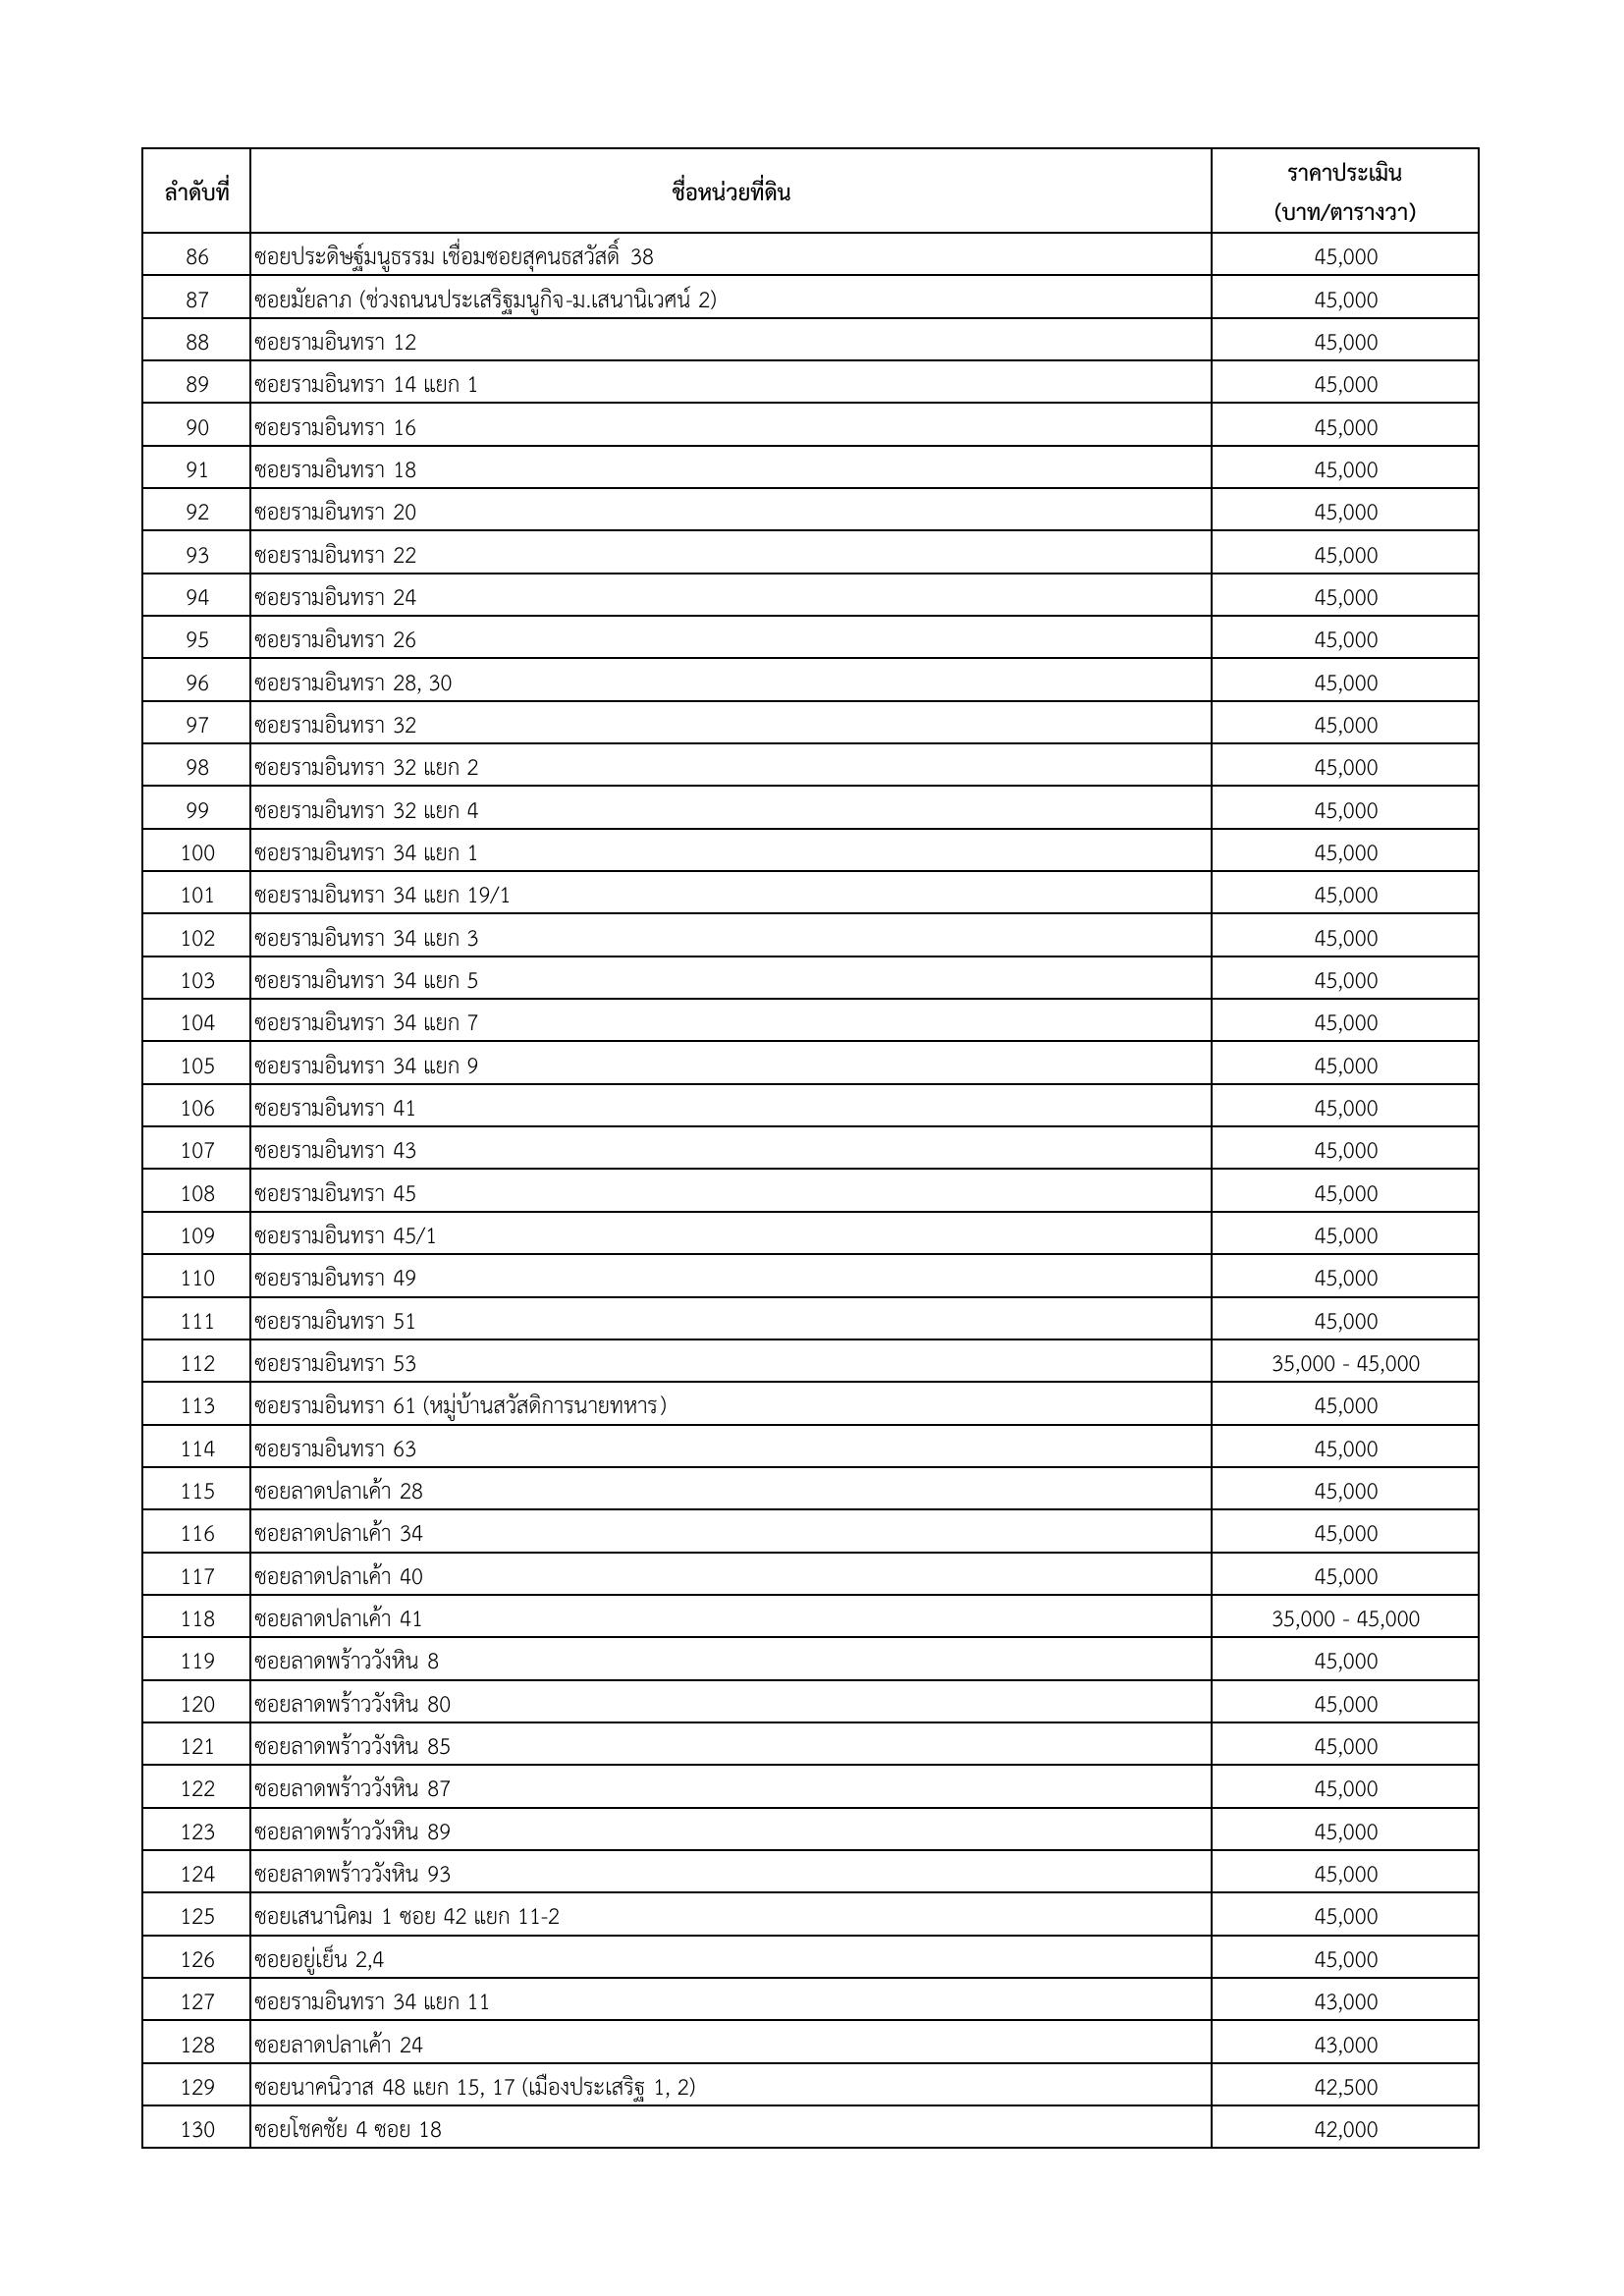 ลำดับที่ ชื่อหน่วยที่ดิน ราคาประเมิน
(บาท/ตารางวา)
86 ซอยประดิษฐ์มนูธรรม เชื่อมซอยสุคนธสวัสดิ์ 38 45,000
87 ซอยมัยลาภ (ช่วงถนนประเสริฐมนูกิจ-ม.เสนานิเวศน์ 2) 45,000
88 ซอยรามอินทรา 12 45,000
89 ซอยรามอินทรา 14 แยก 1 45,000
90 ซอยรามอินทรา 16 45,000
91 ซอยรามอินทรา 18 45,000
92 ซอยรามอินทรา 20 45,000
93 ซอยรามอินทรา 22 45,000
94 ซอยรามอินทรา 24 45,000
95 ซอยรามอินทรา 26 45,000
96 ซอยรามอินทรา 28, 30 45,000
97 ซอยรามอินทรา 32 45,000
98 ซอยรามอินทรา 32 แยก 2 45,000
99 ซอยรามอินทรา 32 แยก 4 45,000
100 ซอยรามอินทรา 34 แยก 1 45,000
101 ซอยรามอินทรา 34 แยก 19/1 45,000
102 ซอยรามอินทรา 34 แยก 3 45,000
103 ซอยรามอินทรา 34 แยก 5 45,000
104 ซอยรามอินทรา 34 แยก 7 45,000
105 ซอยรามอินทรา 34 แยก 9 45,000
106 ซอยรามอินทรา 41 45,000
107 ซอยรามอินทรา 43 45,000
108 ซอยรามอินทรา 45 45,000
109 ซอยรามอินทรา 45/1 45,000
110 ซอยรามอินทรา 49 45,000
111 ซอยรามอินทรา 51 45,000
112 ซอยรามอินทรา 53 35,000 - 45,000
113 ซอยรามอินทรา 61 (หมู่บ้านสวัสดิการนายทหาร) 45,000
114 ซอยรามอินทรา 63 45,000
115 ซอยลาดปลาเค้า 28 45,000
116 ซอยลาดปลาเค้า 34 45,000
117 ซอยลาดปลาเค้า 40 45,000
118 ซอยลาดปลาเค้า 41 35,000 - 45,000
119 ซอยลาดพร้าววังหิน 8 45,000
120 ซอยลาดพร้าววังหิน 80 45,000
121 ซอยลาดพร้าววังหิน 85 45,000
122 ซอยลาดพร้าววังหิน 87 45,000
123 ซอยลาดพร้าววังหิน 89 45,000
124 ซอยลาดพร้าววังหิน 93 45,000
125 ซอยเสนานิคม 1 ซอย 42 แยก 11-2 45,000
126 ซอยอยู่เย็น 2,4 45,000
127 ซอยรามอินทรา 34 แยก 11 43,000
128 ซอยลาดปลาเค้า 24 43,000
129 ซอยนาคนิวาส 48 แยก 15, 17 (เมืองประเสริฐ 1, 2) 42,500
130 ซอยโชคชัย 4 ซอย 18 42,000